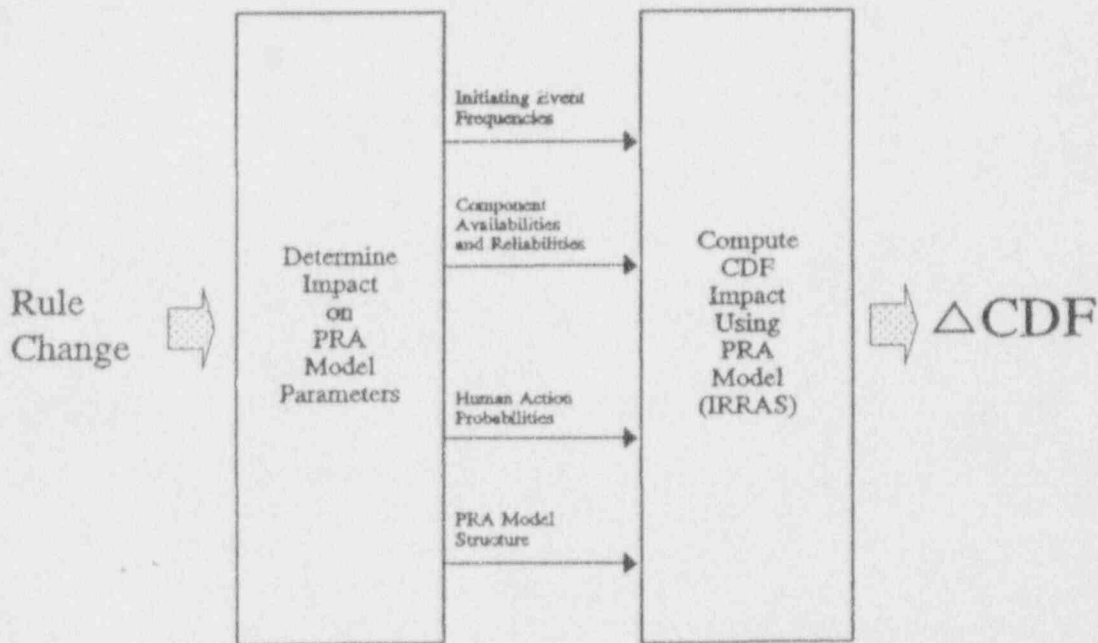 Rule
Change
Determine
Impact
on
PRA
Model
Parameters
Initiating Event
Frequencies
Component
Availabilities
and Reliabilities
Human Action
Probabilities
PRA Model
Structure
Compute
CDF
Impact
Using
PRA
Model
(IRRAS)
△CDF